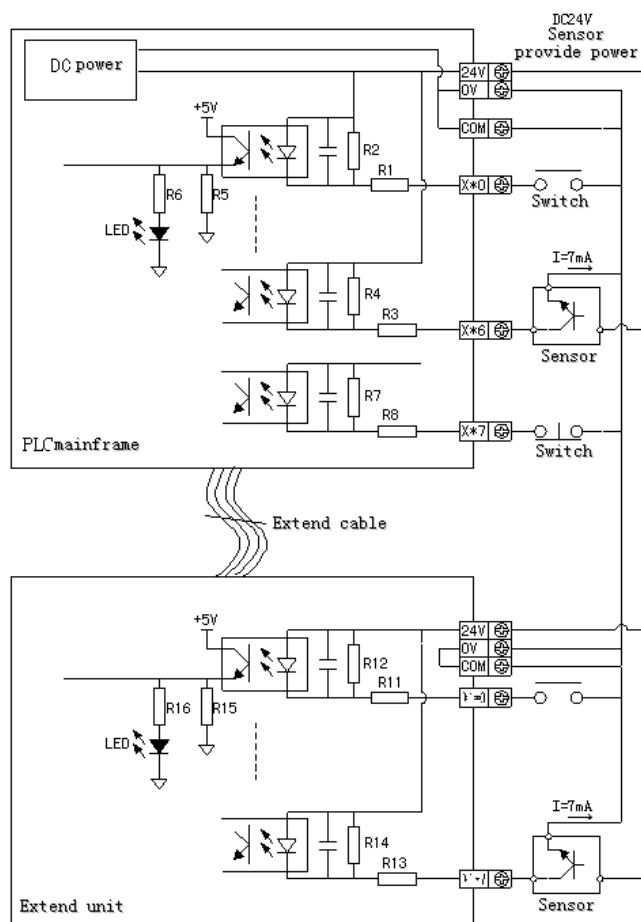 DC24V
Sensor
provide power
DC power
24V
0V
+5V
COM
R2
R1
X*0
R6
R5
Switch
LED
I=7mA
R4
R3
X*6
Sensor
R7
R8
X*7
PLCmainframe
Switch
Extend cable
+5V
24V
0V
R12
COM
R11
R16
R15
LED
I=7mA
R14
R13
Extend unit
Sensor